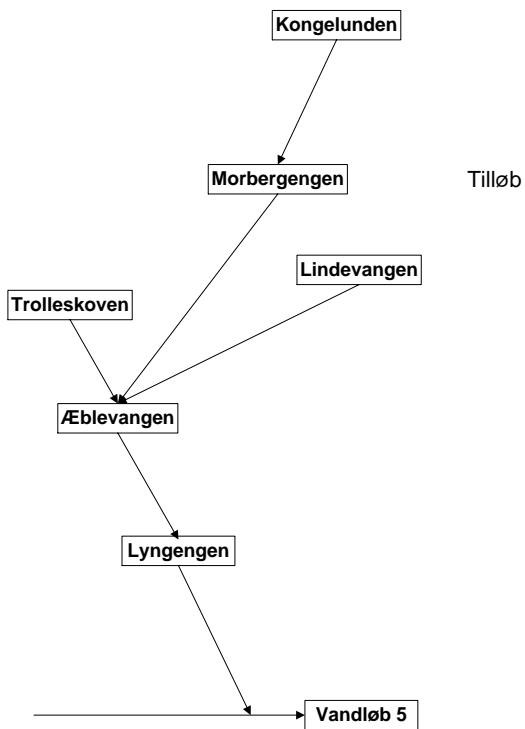 Kongelunden
Morbergengen
Tilløb
Lindevangen
Trolleskoven
Æblevangen
Lyngengen
Vandløb 5